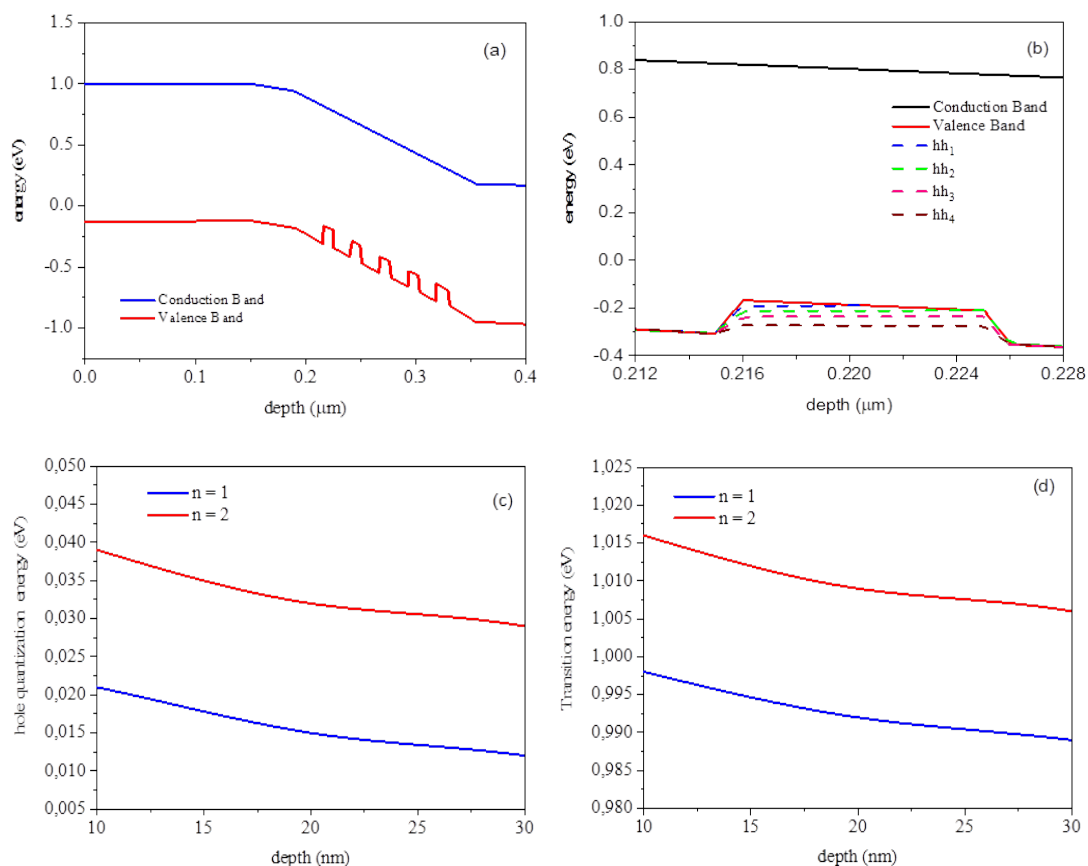 (a)
1.5
1.0
0.5
0.0
-0.5
-1.0
energy (eV)
Conduction Band
Valence Band
0.0 0.1 0.2 0.3 0.4
depth (μm)
(b)
1.0
0.8
0.6
0.4
0.2
0.0
-0.2
-0.4
energy (eV)
Conduction Band
Valence Band
hh1
hh2
hh3
hh4
0.212 0.216 0.220 0.224 0.228
depth (μm)
(c)
0,050
0,045
0,040
0,035
0,030
0,025
0,020
0,015
0,010
0,005
hole quantization energy (eV)
n = 1
n = 2
10 15 20 25 30
depth (nm)
(d)
1,025
1,020
1,015
1,010
1,005
1,000
0,995
0,990
0,985
0,980
Transition energy (eV)
n = 1
n = 2
10 15 20 25 30
depth (nm)